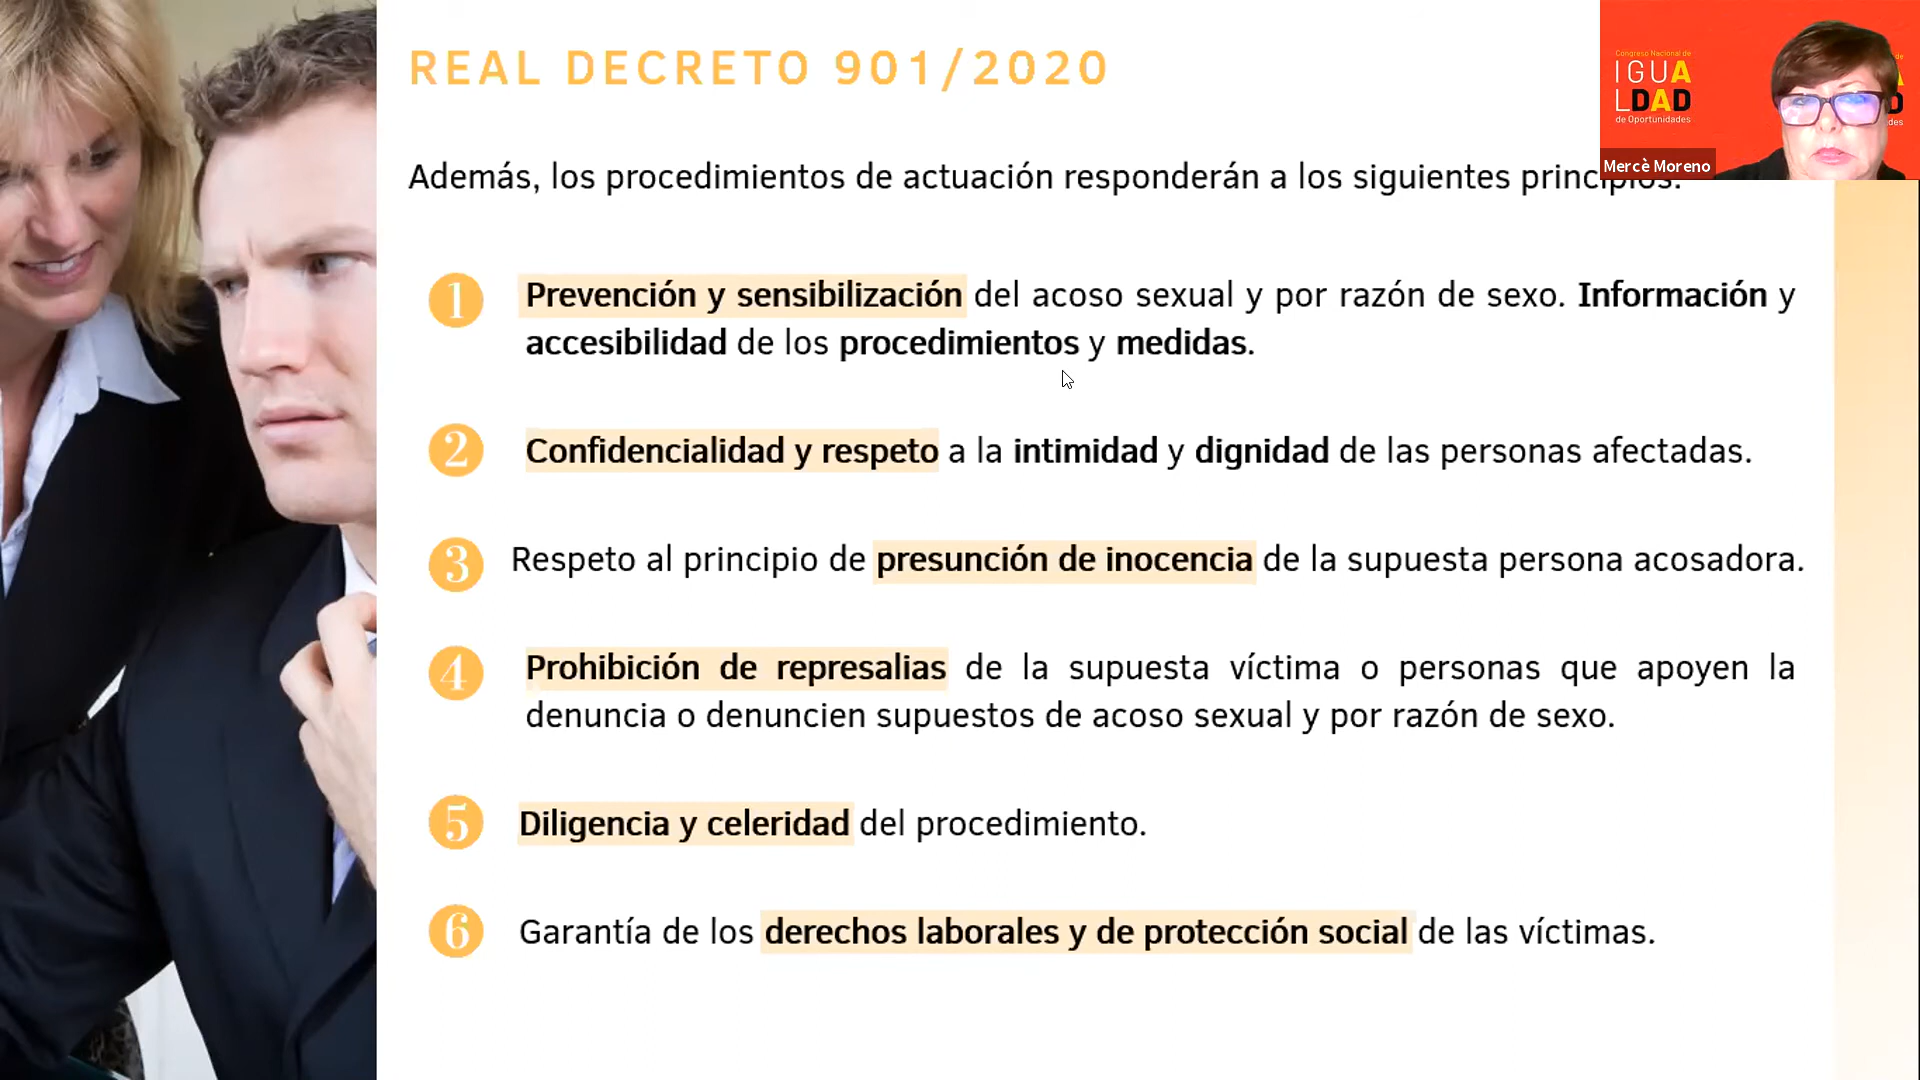 REAL DECRETO 901/2020
Congreso Nacional de
IGUA
LDAD
de Oportunidades
Mercè Moreno
Además, los procedimientos de actuación responderán a los siguientes principios:
1 Prevención y sensibilización del acoso sexual y por razón de sexo. Información y
accesibilidad de los procedimientos y medidas.
2 Confidencialidad y respeto a la intimidad y dignidad de las personas afectadas.
3 Respeto al principio de presunción de inocencia de la supuesta persona acosadora.
4 Prohibición de represalias de la supuesta víctima o personas que apoyen la
denuncia o denuncien supuestos de acoso sexual y por razón de sexo.
5 Diligencia y celeridad del procedimiento.
6 Garantía de los derechos laborales y de protección social de las víctimas.